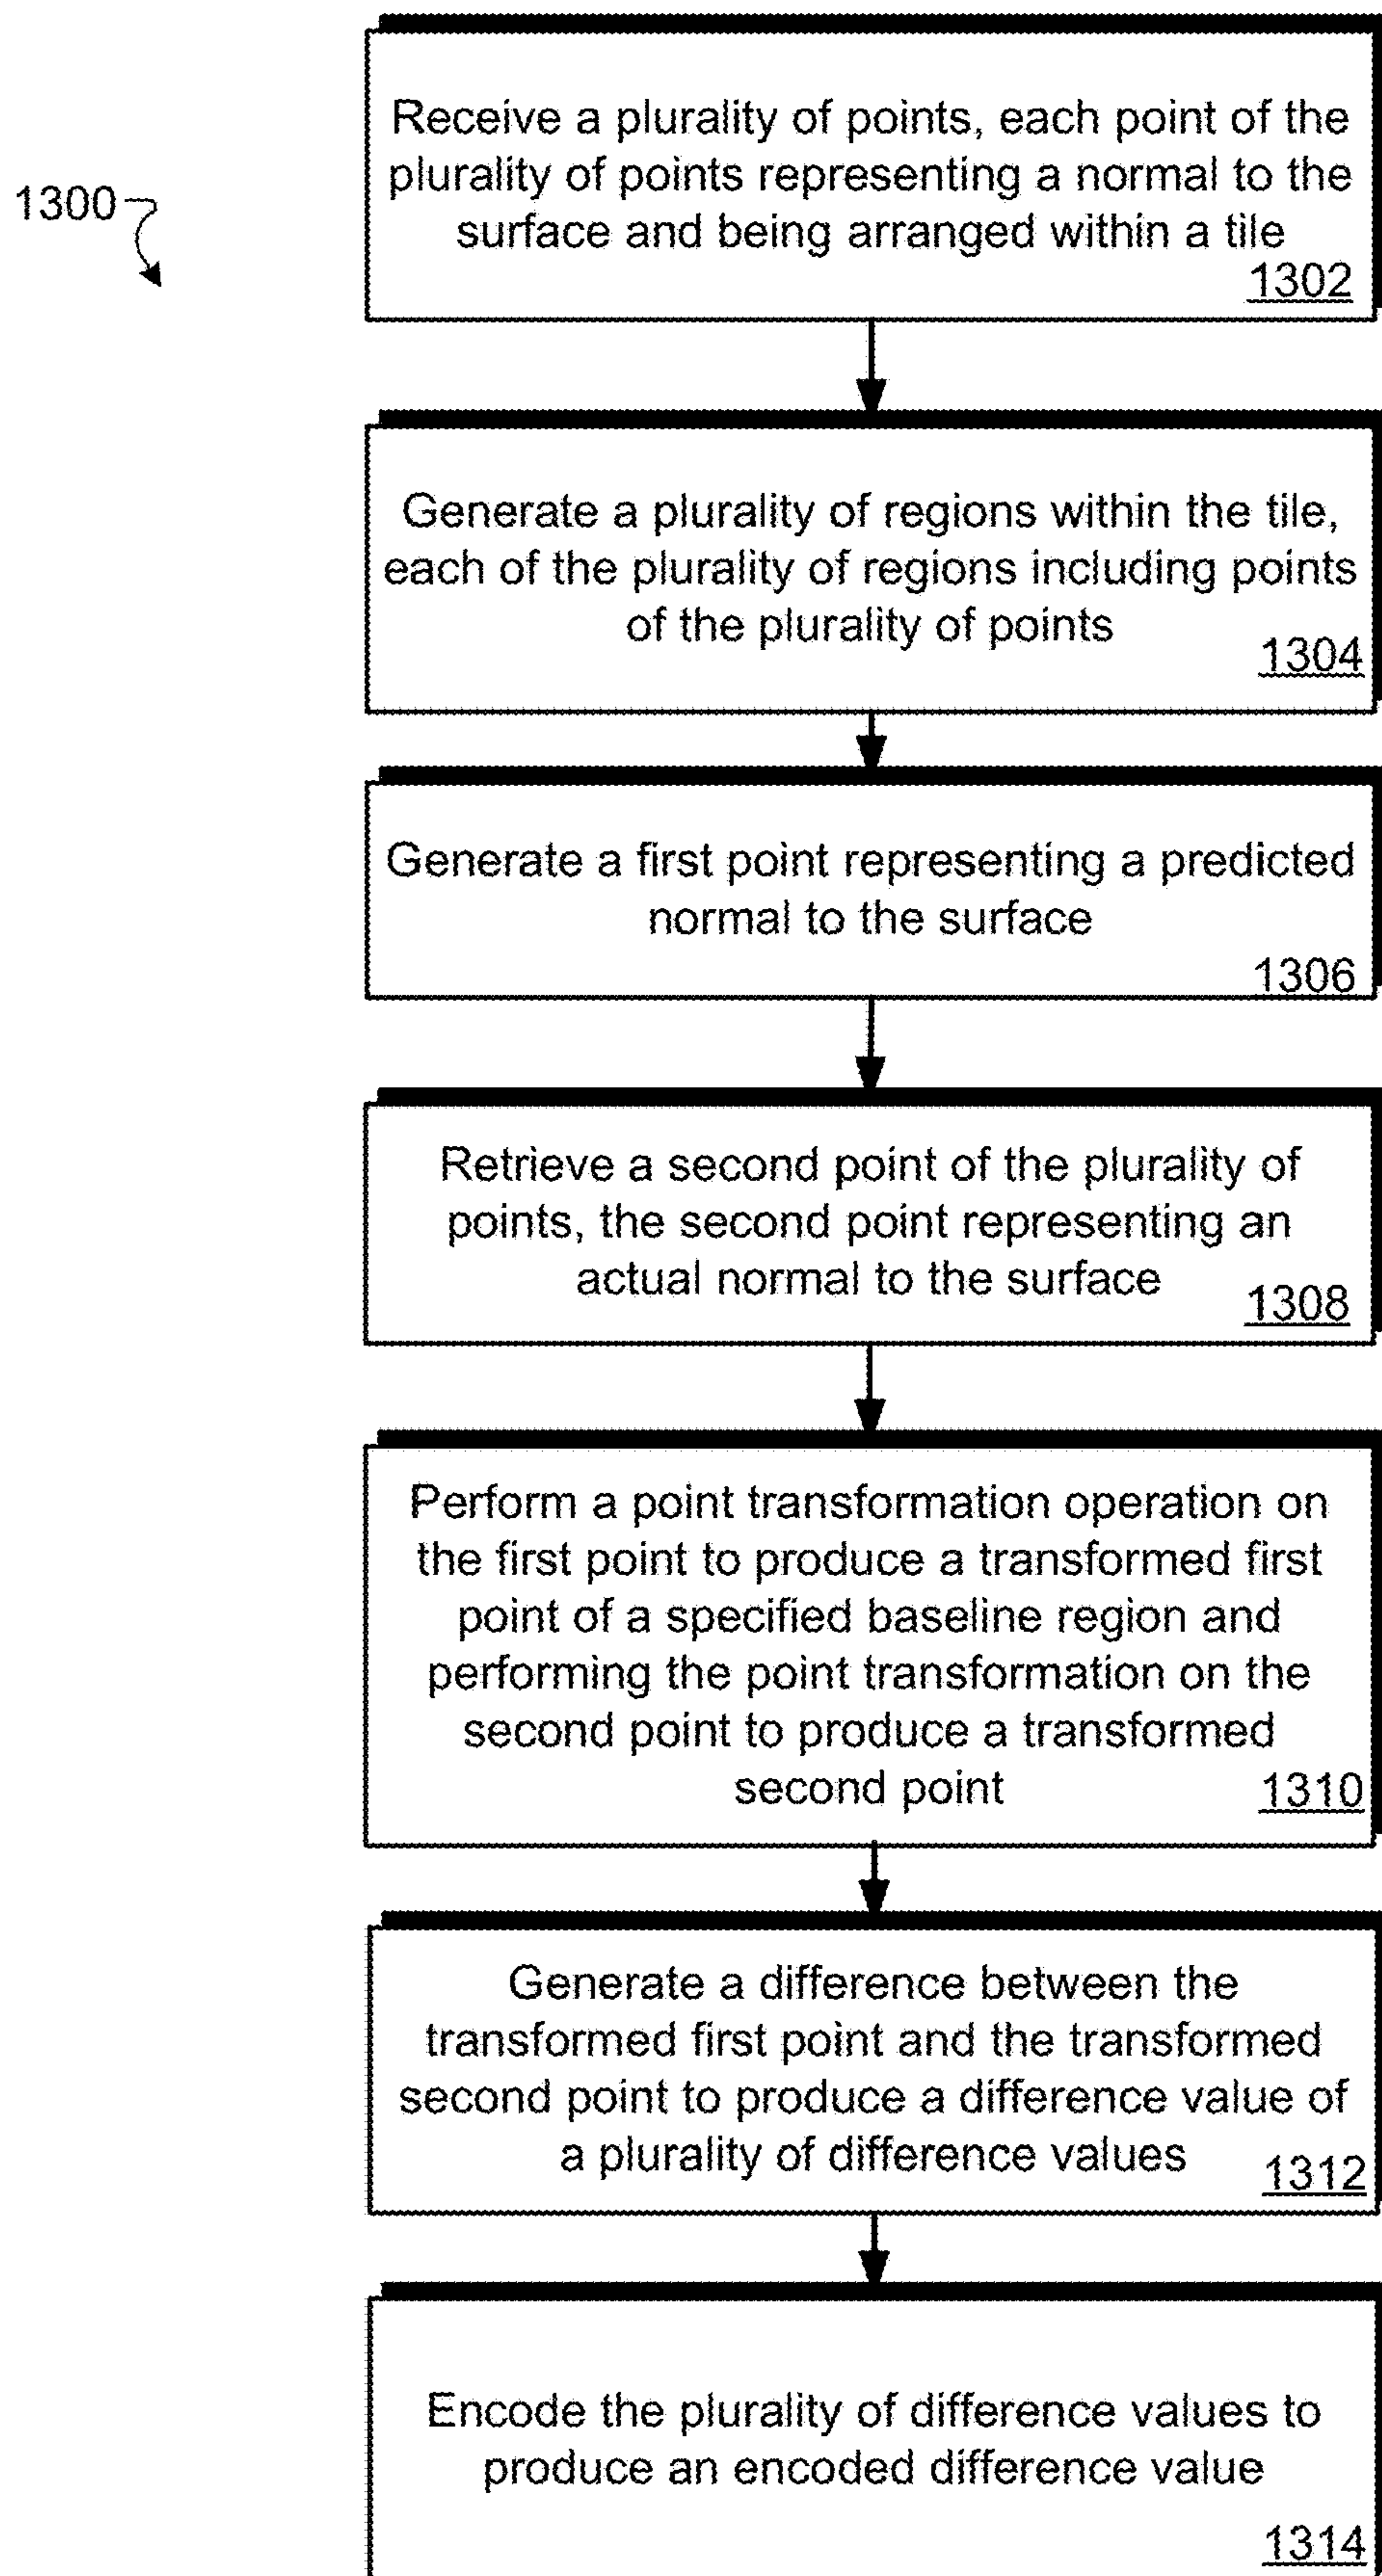 1300
Receive a plurality of points, each point of the
plurality of points representing a normal to the
surface and being arranged within a tile
1302
Generate a plurality of regions within the tile,
each of the plurality of regions including points
of the plurality of points
1304
Generate a first point representing a predicted
normal to the surface
1306
Retrieve a second point of the plurality of
points, the second point representing an
actual normal to the surface
1308
Perform a point transformation operation on
the first point to produce a transformed first
point of a specified baseline region and
performing the point transformation on the
second point to produce a transformed
second point
1310
Generate a difference between the
transformed first point and the transformed
second point to produce a difference value of
a plurality of difference values
1312
Encode the plurality of difference values to
produce an encoded difference value
1314